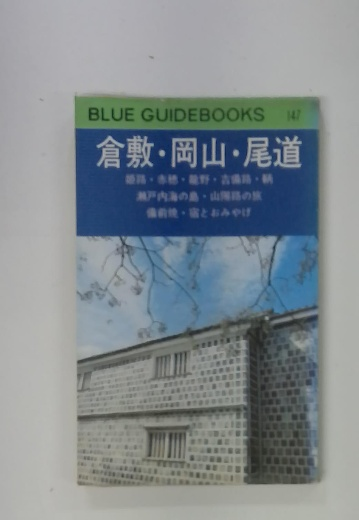 BLUE GUIDEBOOKS 147
倉敷・岡山・尾道
姫路・赤穂・龍野・吉備路・鞆
瀬戸内海の島・山陽路の旅
備前焼・宿とおみやげ